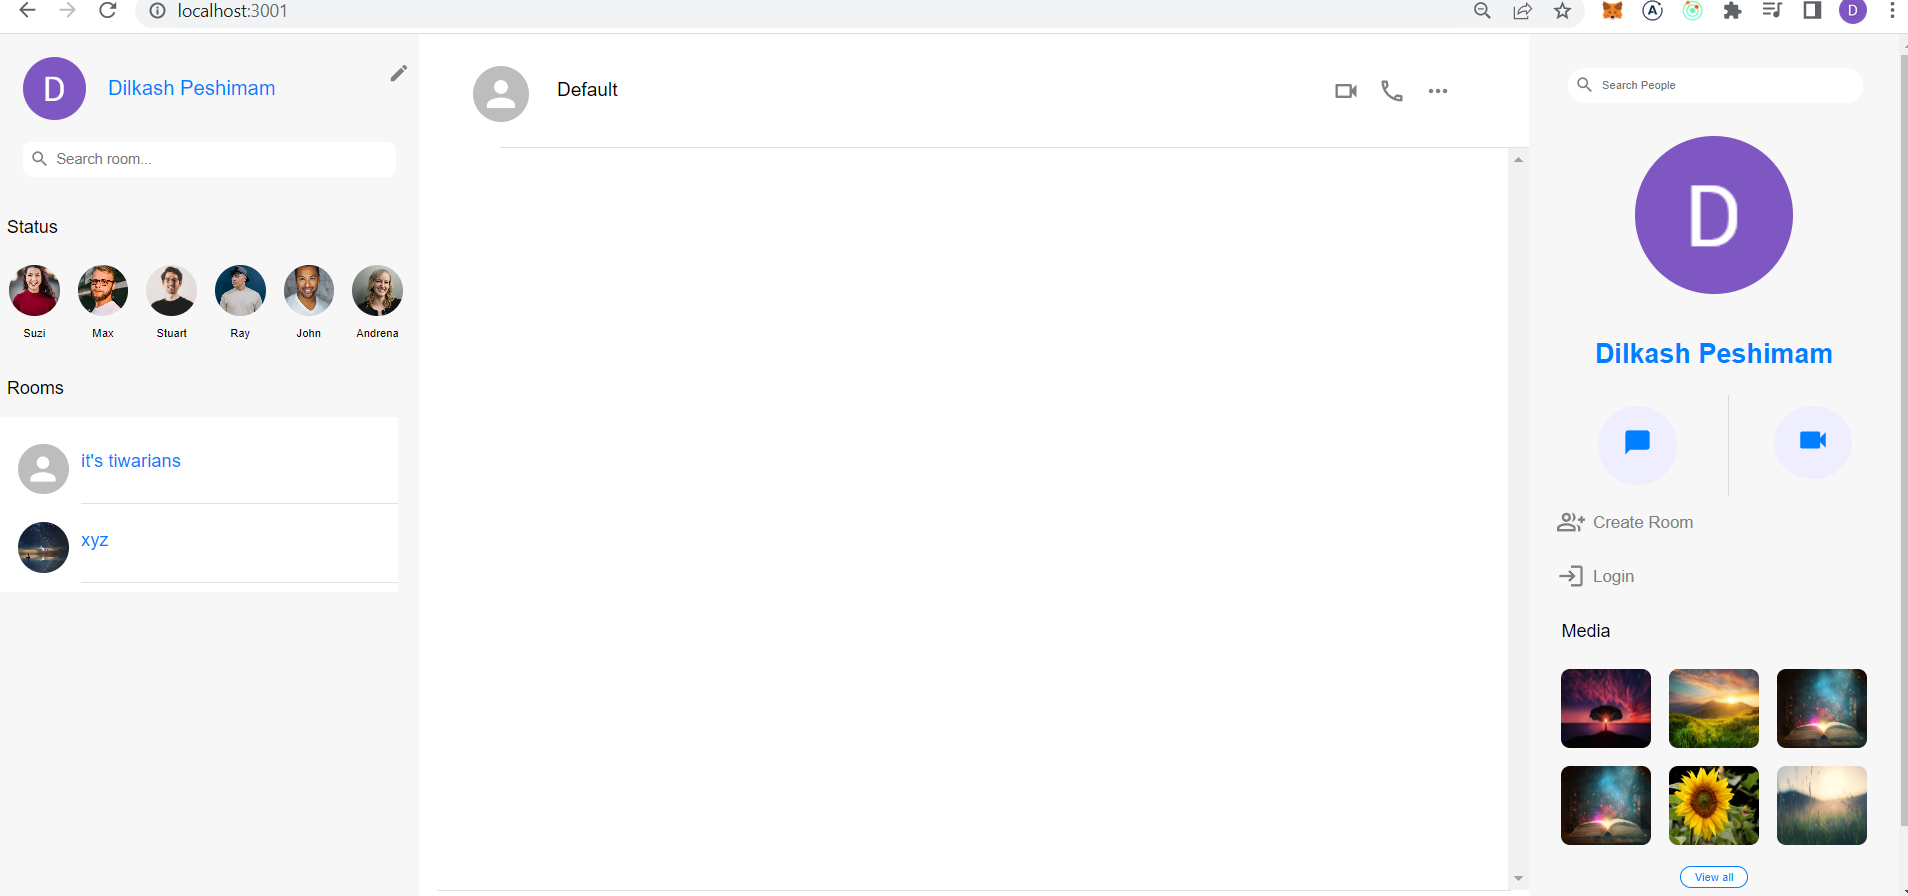 localhost:3001
D
D
Dilkash Peshimam
Search room...
Status
Suzi
Max
Stuart
Ray
John
Andrena
Rooms
it's tiwarians
xyz
Default
Search People
D
Dilkash Peshimam
Create Room
Login
Media
View all